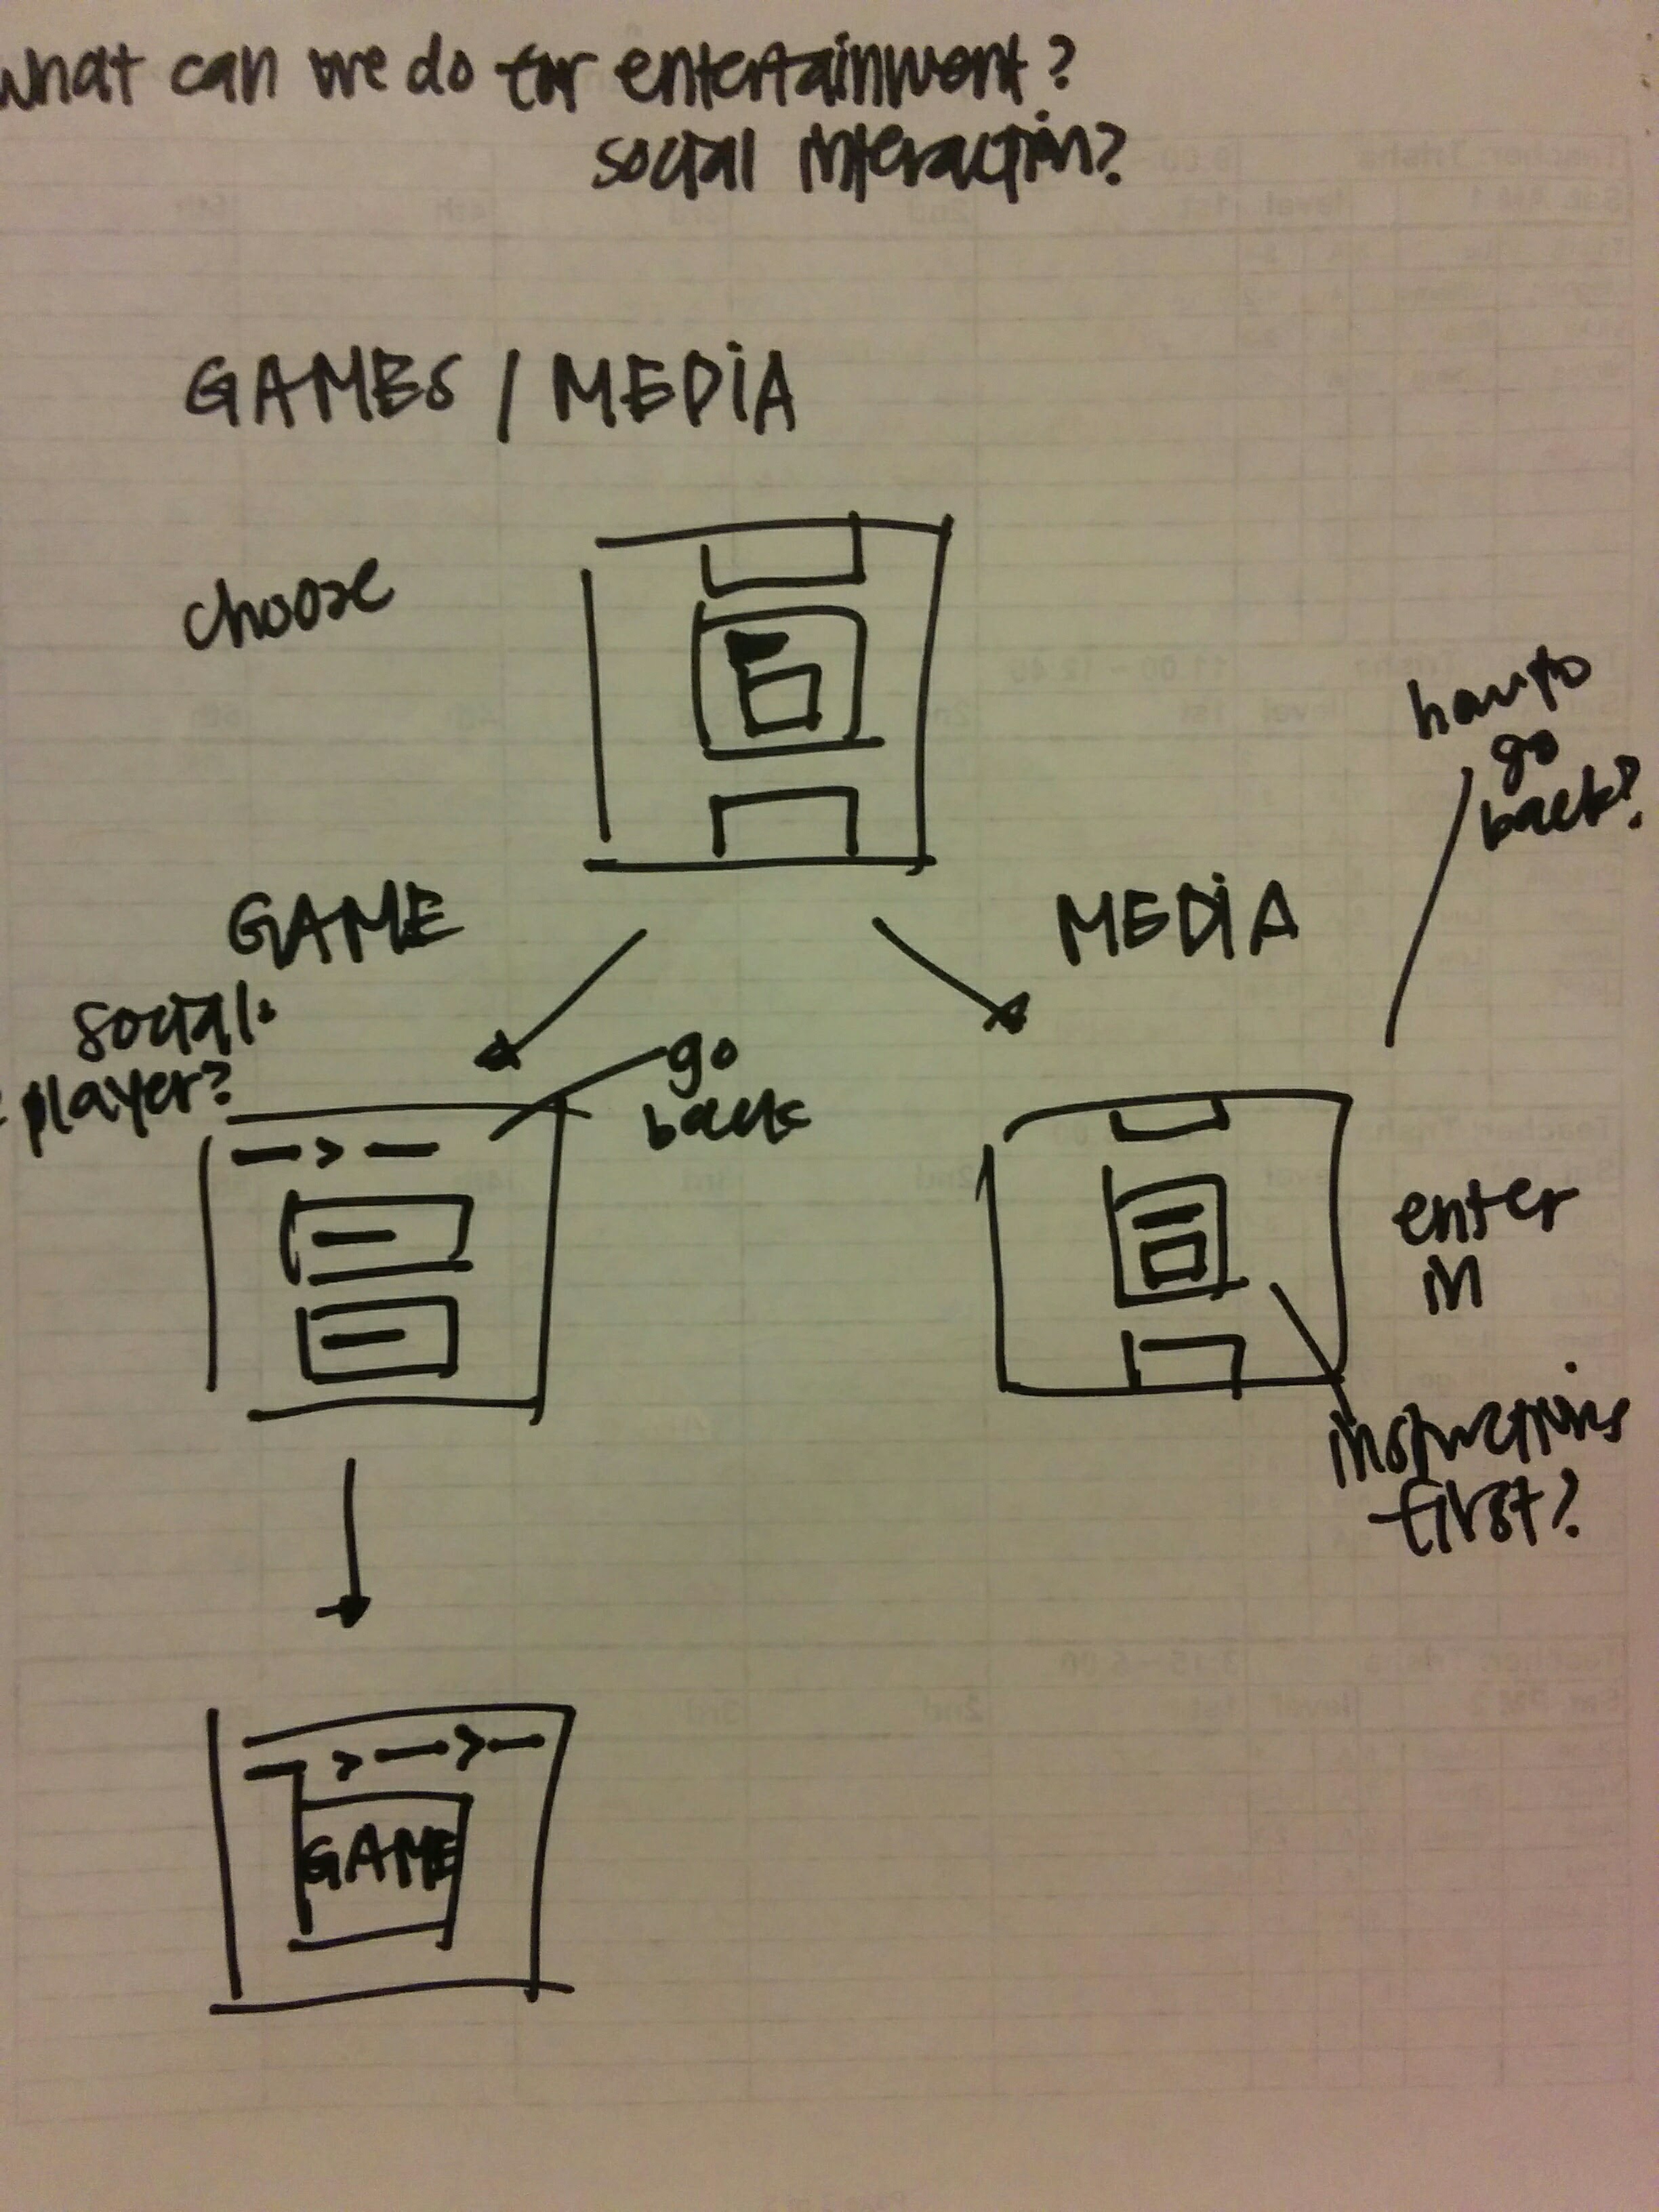 what can we do for entertainment?
social interaction?
GAMES / MEDIA
choose
how to
go
back?
GAME
MEDIA
social:
player?
go
back
enter
in
instructions
first?
GAME